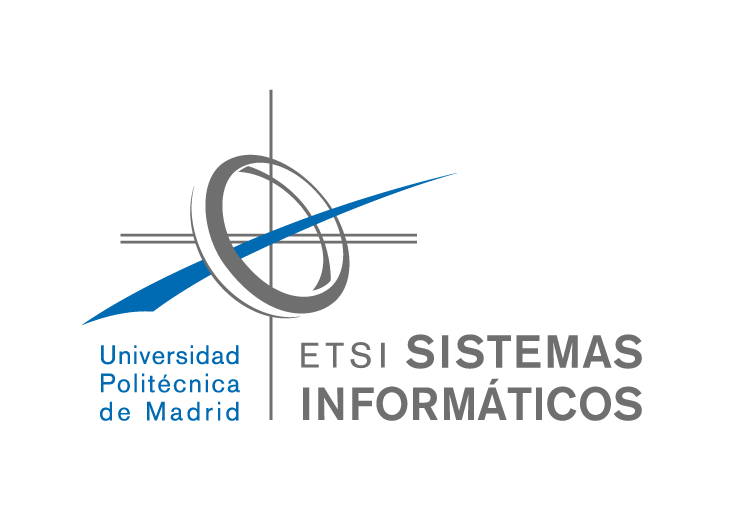 Universidad
Politécnica
de Madrid
ETSI SISTEMAS
INFORMÁTICOS